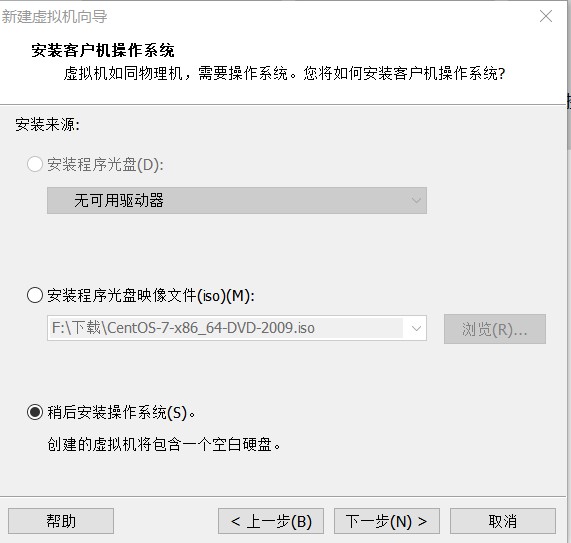 新建虚拟机向导
安装客户机操作系统
虚拟机如同物理机，需要操作系统。您将如何安装客户机操作系统?
安装来源:
安装程序光盘(D):
无可用驱动器
安装程序光盘映像文件(iso)(M):
F:\下载\CentOS-7-x86_64-DVD-2009.iso
浏览(R)...
稍后安装操作系统(S)。
创建的虚拟机将包含一个空白硬盘。
帮助
< 上一步(B)
下一步(N) >
取消